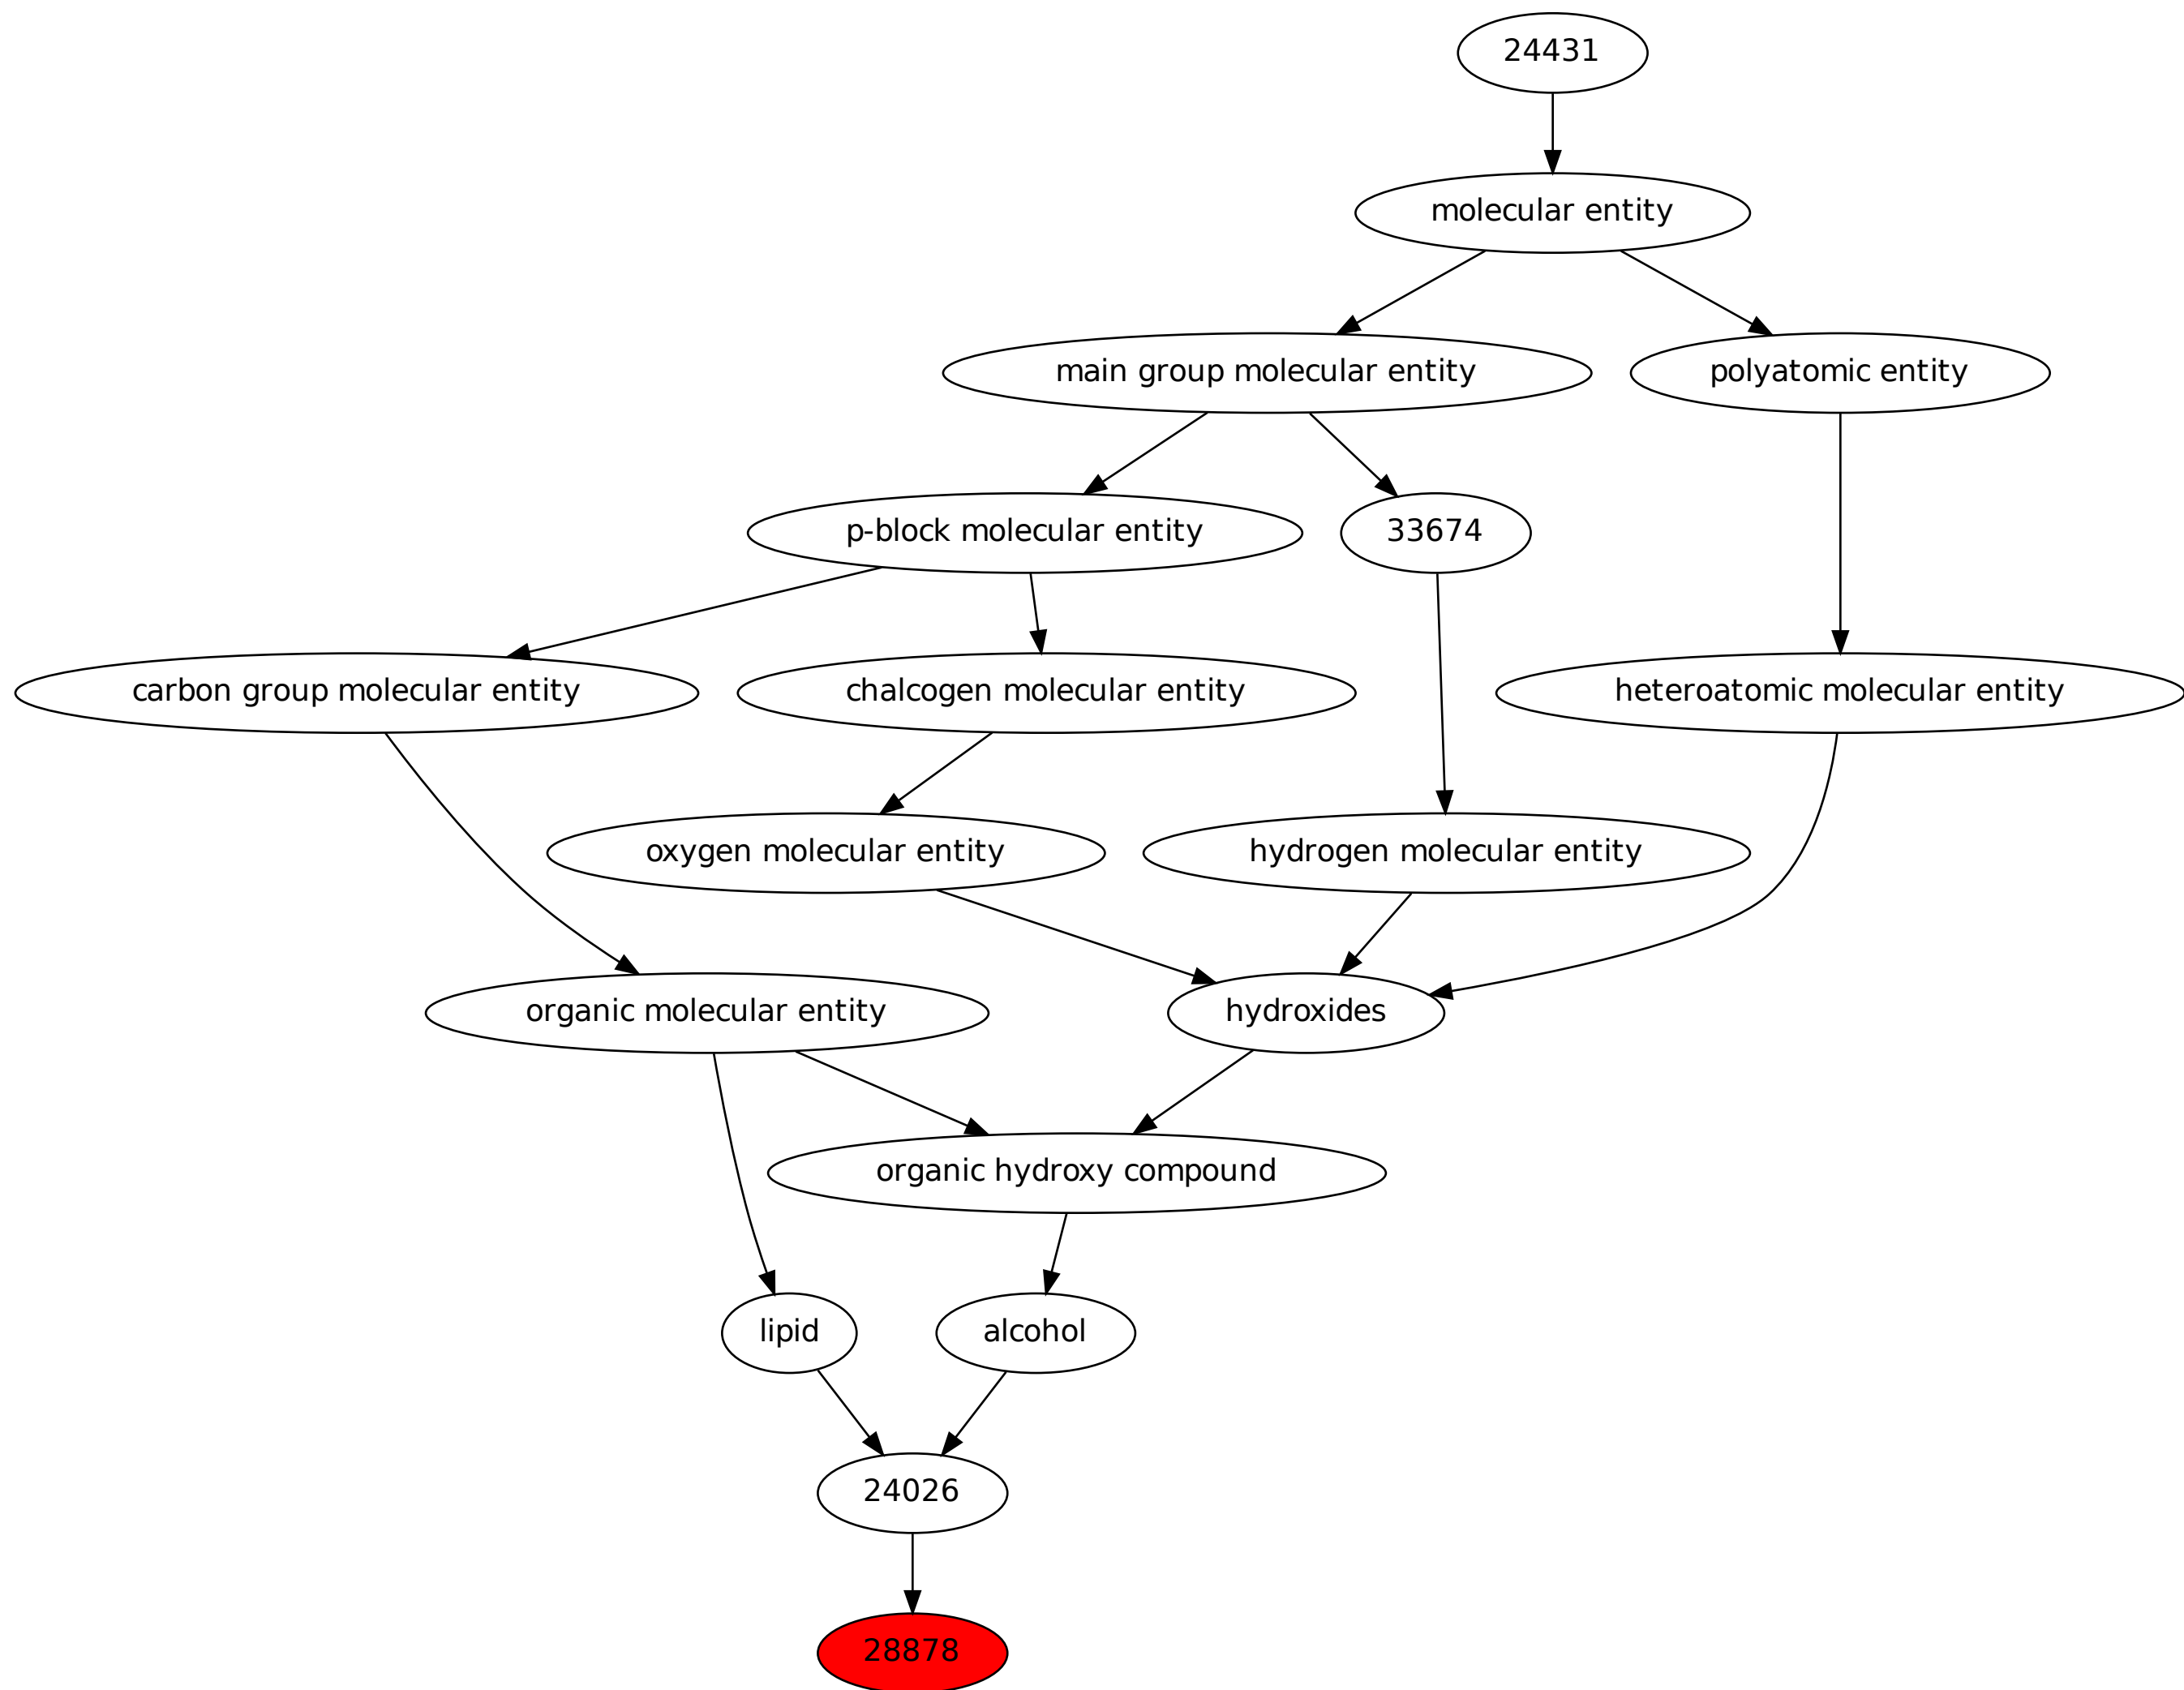 24431
molecular entity
main group molecular entity
polyatomic entity
p-block molecular entity
33674
carbon group molecular entity
chalcogen molecular entity
heteroatomic molecular entity
oxygen molecular entity
hydrogen molecular entity
organic molecular entity
hydroxides
organic hydroxy compound
lipid
alcohol
24026
28878